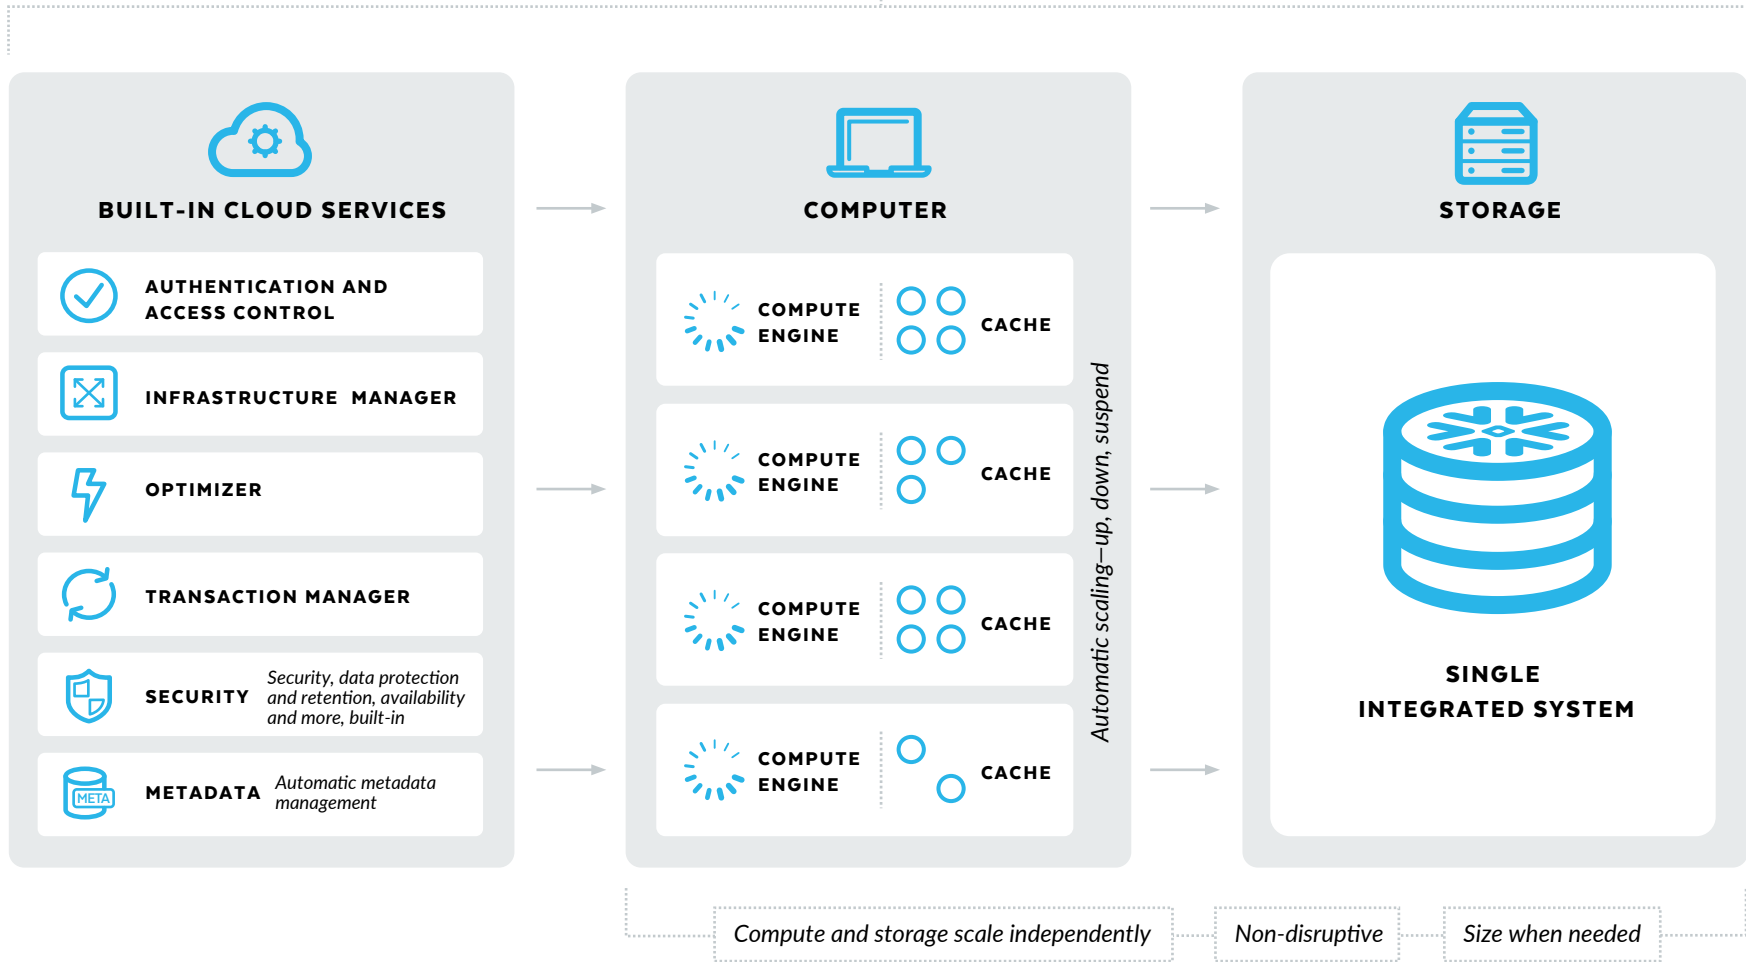 BUILT-IN CLOUD SERVICES
AUTHENTICATION AND
ACCESS CONTROL
INFRASTRUCTURE MANAGER
OPTIMIZER
TRANSACTION MANAGER
SECURITY
Security, data protection
and retention, availability
and more, built-in
META
METADATA
Automatic metadata
management
COMPUTER
COMPUTE
ENGINE
CACHE
COMPUTE
ENGINE
CACHE
COMPUTE
ENGINE
CACHE
COMPUTE
ENGINE
CACHE
Automatic scaling—up, down, suspend
STORAGE
SINGLE
INTEGRATED SYSTEM
Compute and storage scale independently
Non-disruptive
Size when needed